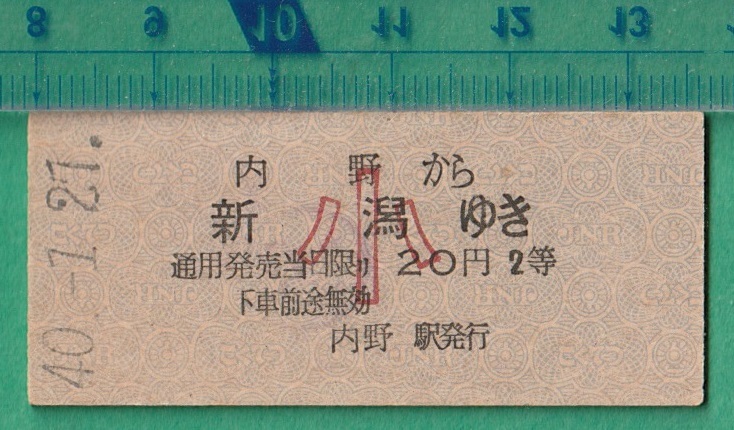 8 9 10 11 12 13
40-1.27.
内野から
新潟ゆき
小
通用発売当日限り 20円 2等
下車前途無効
内野 駅発行